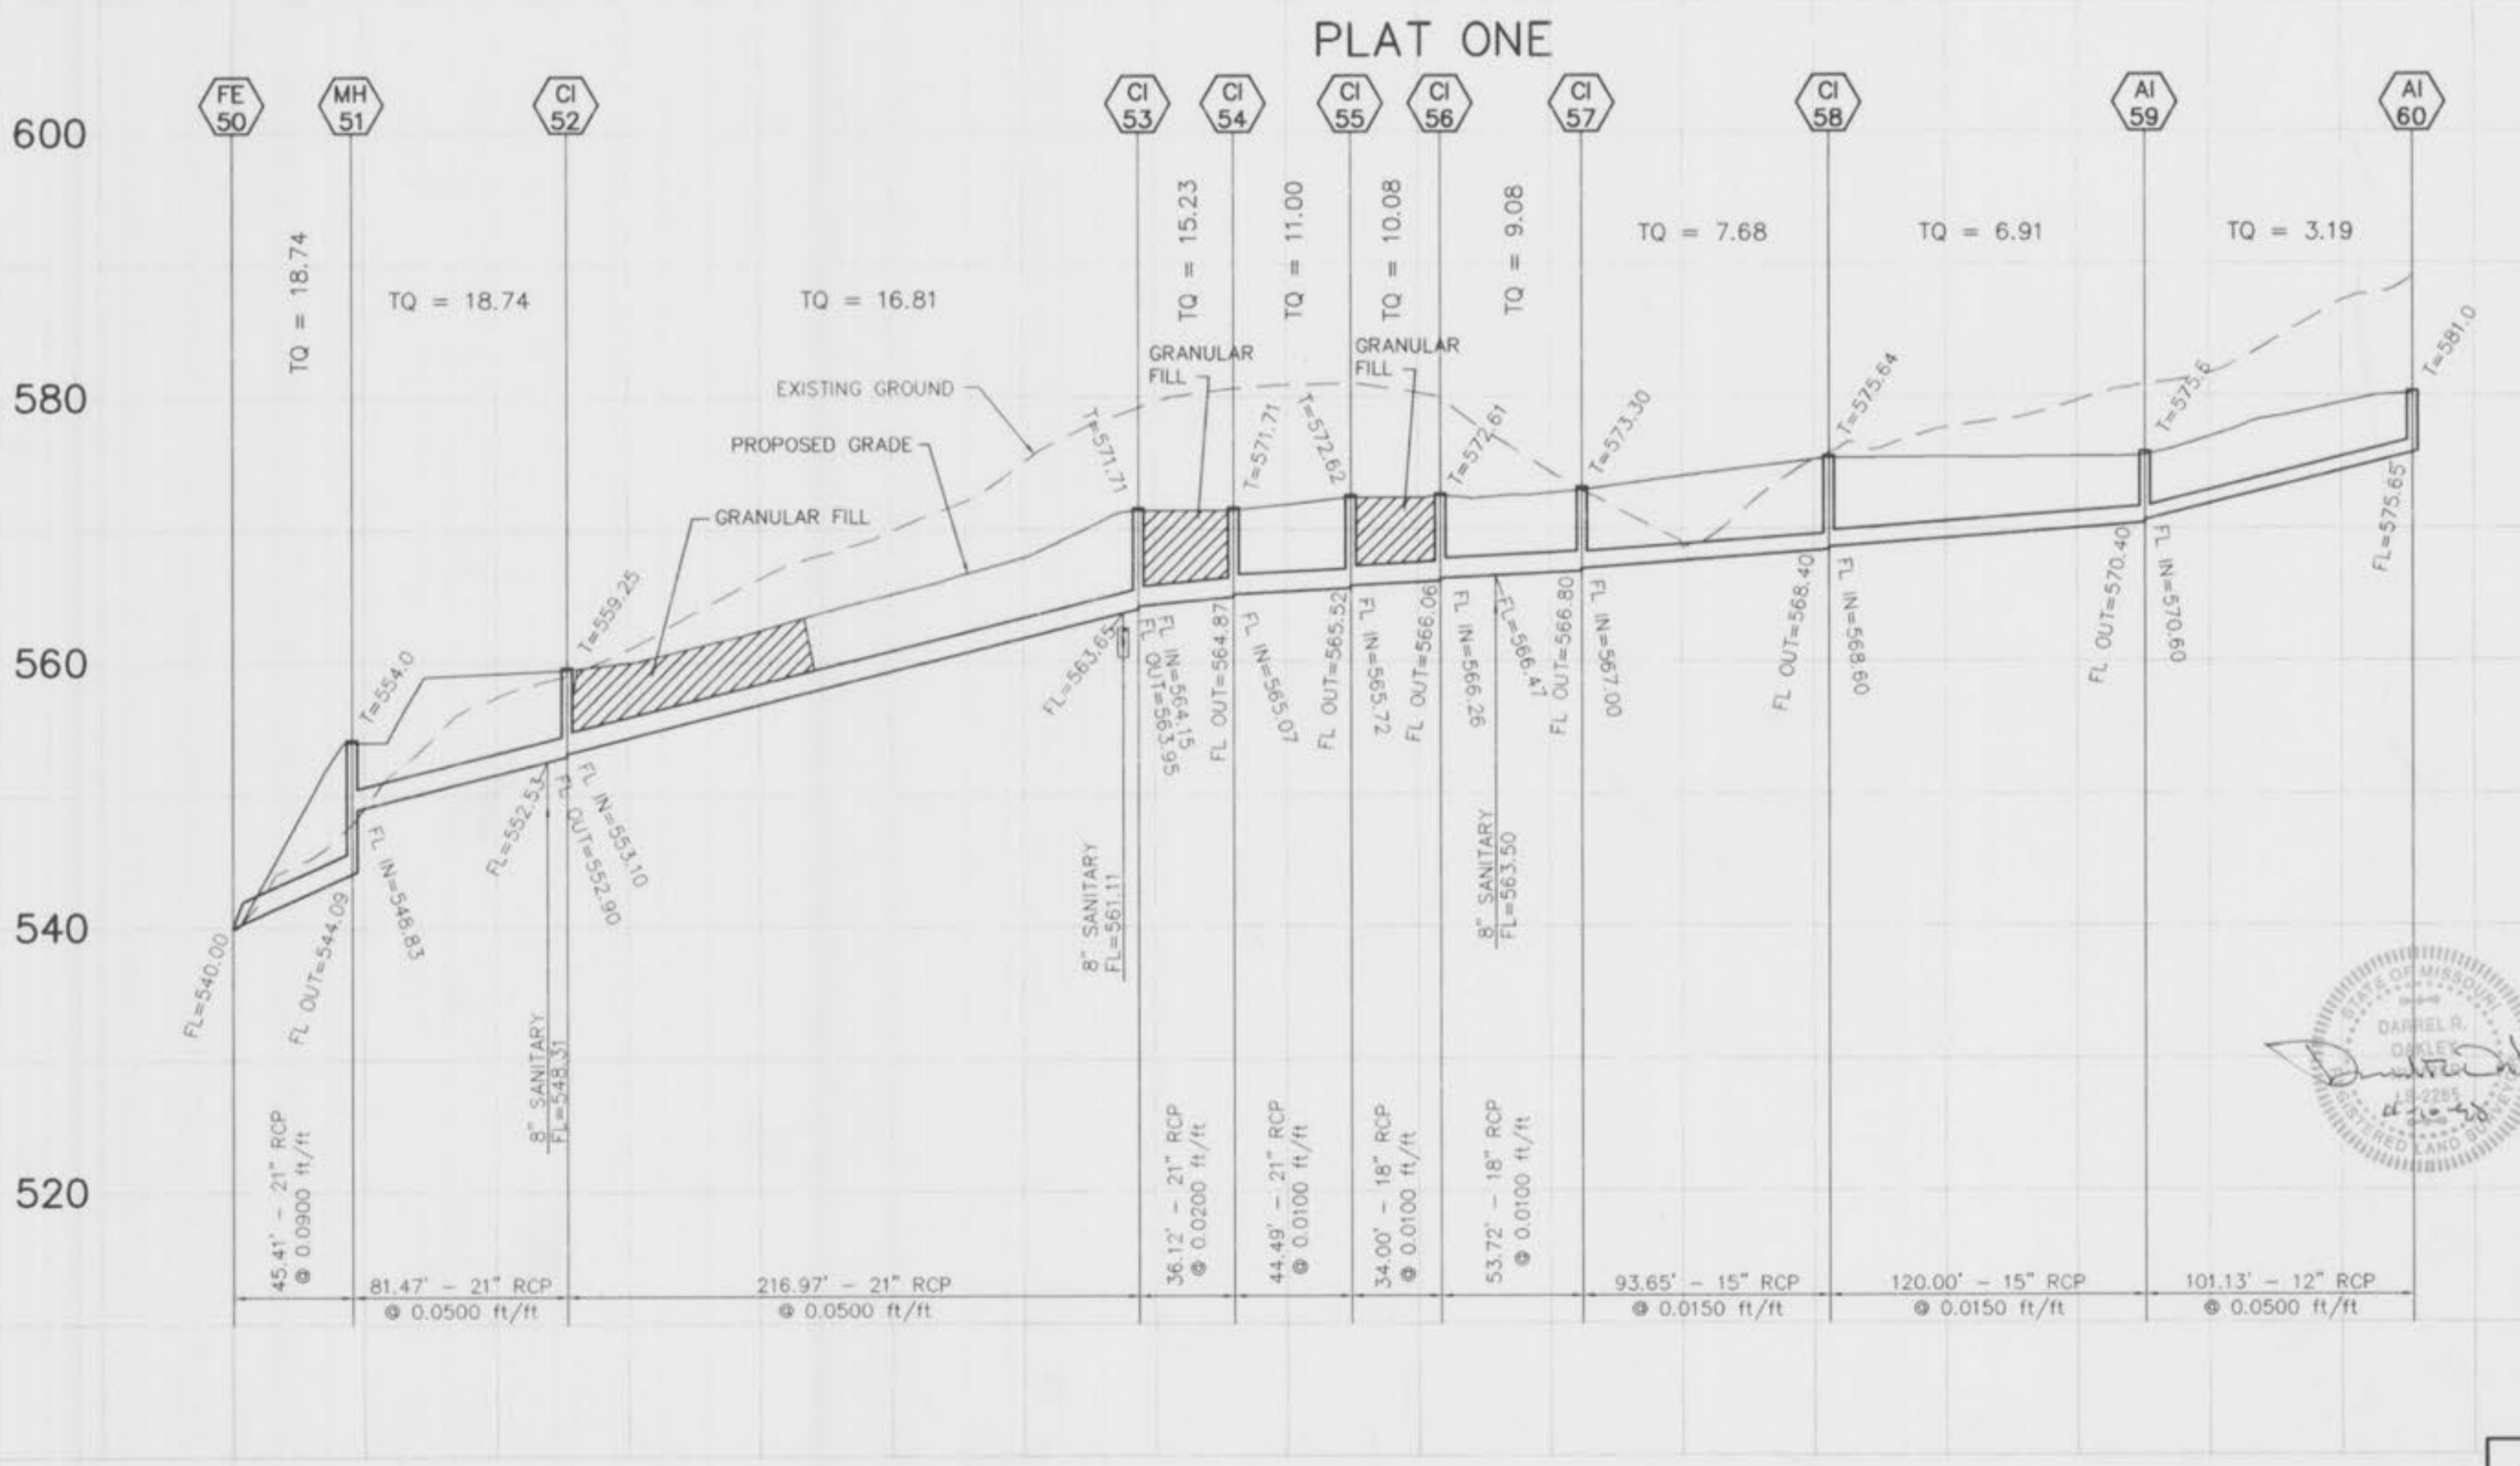 PLAT ONE
FE
50
MH
51
CI
52
CI
53
CI
54
CI
55
CI
56
CI
57
CI
58
AI
59
AI
60
600
580
560
540
520
TQ = 18.74
TQ = 18.74
TQ = 16.81
TQ = 15.23
TQ = 11.00
TQ = 10.08
TQ = 9.08
TQ = 7.68
TQ = 6.91
TQ = 3.19
GRANULAR
FILL
GRANULAR
FILL
EXISTING GROUND
PROPOSED GRADE
GRANULAR FILL
T=554.0
T=559.25
T=571.71
T=571.71
T=572.62
T=572.61
T=573.30
T=575.64
T=575.6
T=581.0
FL=540.00
FL OUT=544.09
FL IN=548.83
FL=552.53
FL OUT=552.90
FL IN=553.10
FL=563.65
FL OUT=563.95
FL IN=564.15
FL OUT=564.87
FL IN=565.07
FL OUT=565.52
FL IN=565.72
FL OUT=566.06
FL IN=566.26
FL=566.47
FL OUT=566.80
FL IN=567.00
FL OUT=568.40
FL IN=568.60
FL OUT=570.40
FL IN=570.60
FL=575.65
8" SANITARY
FL=548.31
8" SANITARY
FL=561.11
8" SANITARY
FL=563.50
45.41' - 21" RCP
@ 0.0900 ft/ft
81.47' - 21" RCP
@ 0.0500 ft/ft
216.97' - 21" RCP
@ 0.0500 ft/ft
36.12' - 21" RCP
@ 0.0200 ft/ft
44.49' - 21" RCP
@ 0.0100 ft/ft
34.00' - 18" RCP
@ 0.0100 ft/ft
53.72' - 18" RCP
@ 0.0100 ft/ft
93.65' - 15" RCP
@ 0.0150 ft/ft
120.00' - 15" RCP
@ 0.0150 ft/ft
101.13' - 12" RCP
@ 0.0500 ft/ft
STATE OF MISSOURI
DARREL R.
OAKLEY
NUMBER
LS-2265
REGISTERED LAND